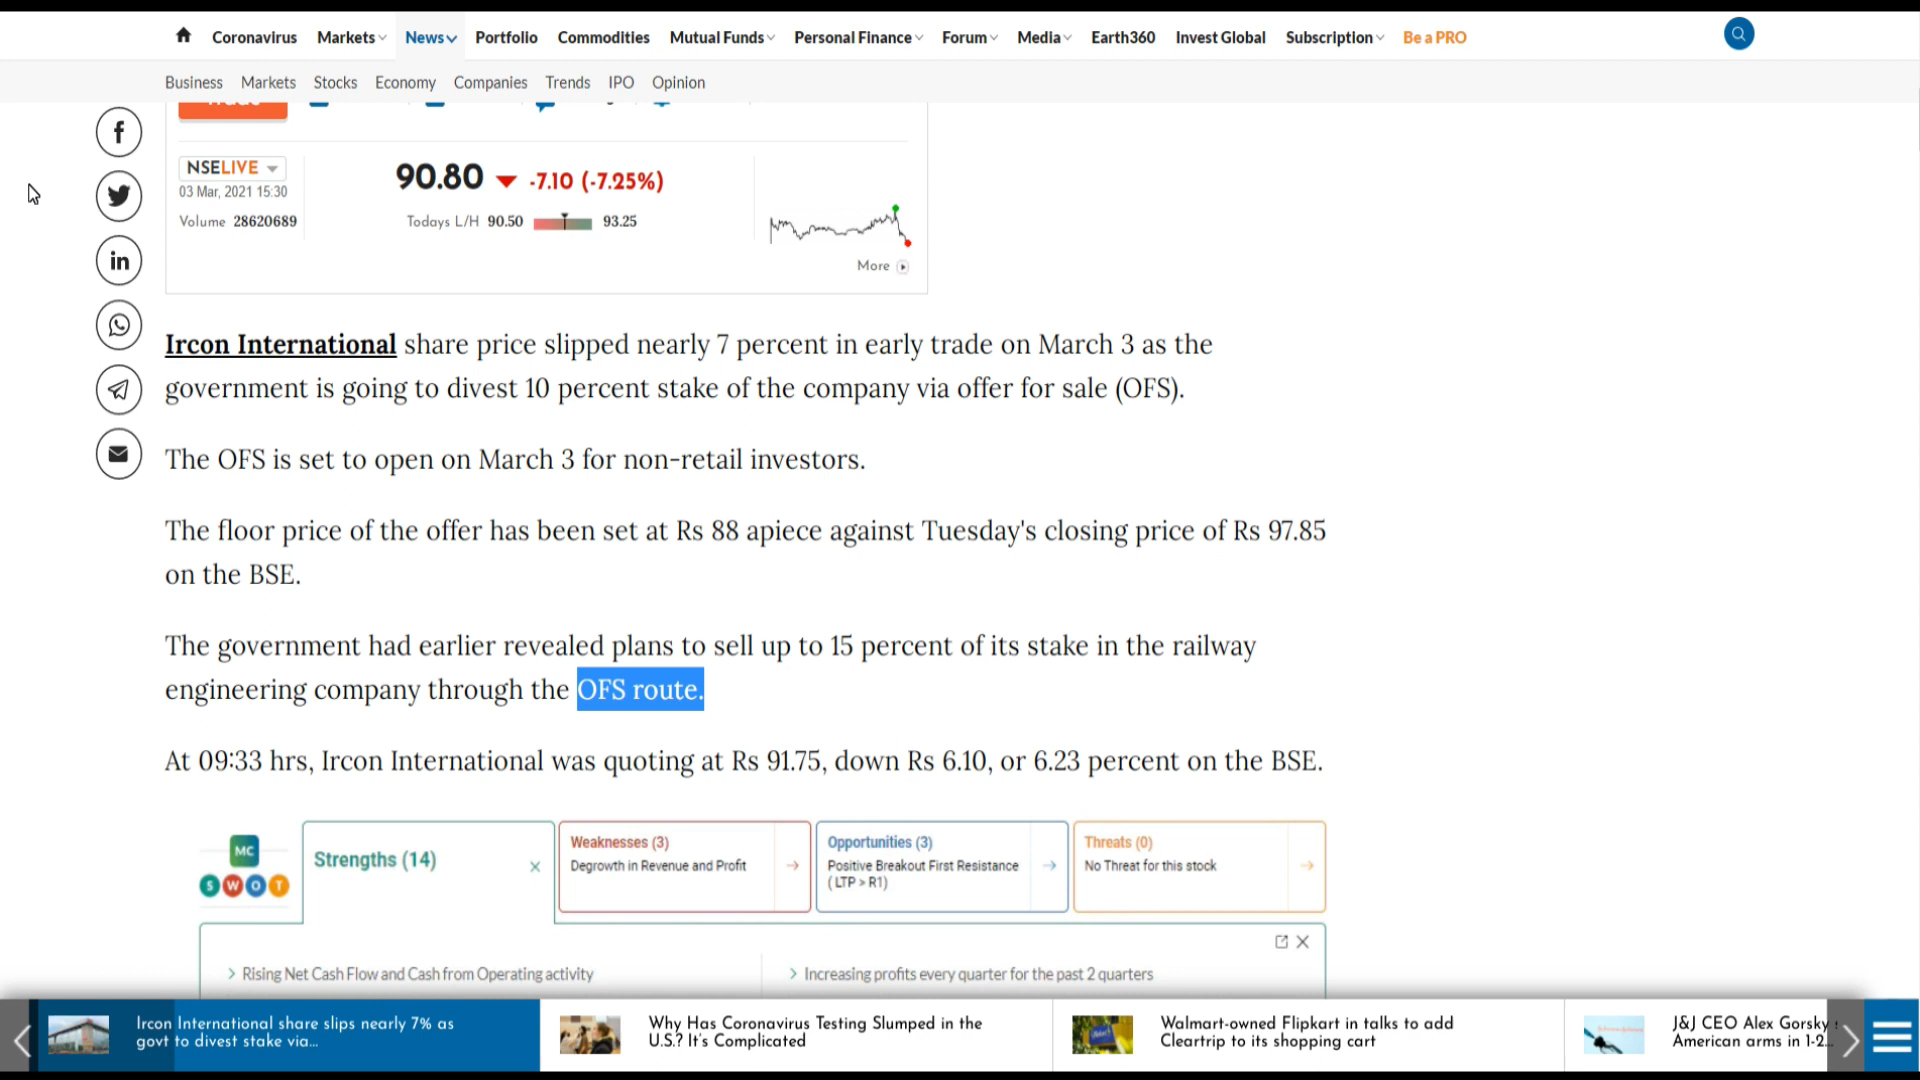 Coronavirus Markets News Portfolio Commodities Mutual Funds Personal Finance Forum Media Earth360 Invest Global Subscription Be a PRO
Business Markets Stocks Economy Companies Trends IPO Opinion
NSELIVE
03 Mar, 2021 15:30
Volume 28620689
90.80 -7.10 (-7.25%)
Todays L/H 90.50 93.25
More
Ircon International share price slipped nearly 7 percent in early trade on March 3 as the
government is going to divest 10 percent stake of the company via offer for sale (OFS).
The OFS is set to open on March 3 for non-retail investors.
The floor price of the offer has been set at Rs 88 apiece against Tuesday's closing price of Rs 97.85
on the BSE.
The government had earlier revealed plans to sell up to 15 percent of its stake in the railway
engineering company through the OFS route.
At 09:33 hrs, Ircon International was quoting at Rs 91.75, down Rs 6.10, or 6.23 percent on the BSE.
MC
S W O T
Strengths (14)
Weaknesses (3)
Degrowth in Revenue and Profit
Opportunities (3)
Positive Breakout First Resistance
( LTP > R1)
Threats (0)
No Threat for this stock
Rising Net Cash Flow and Cash from Operating activity
Increasing profits every quarter for the past 2 quarters
Ircon International share slips nearly 7% as
govt to divest stake via...
Why Has Coronavirus Testing Slumped in the
U.S.? It's Complicated
Walmart-owned Flipkart in talks to add
Cleartrip to its shopping cart
J&J CEO Alex Gorsky
American arms in 1-2...